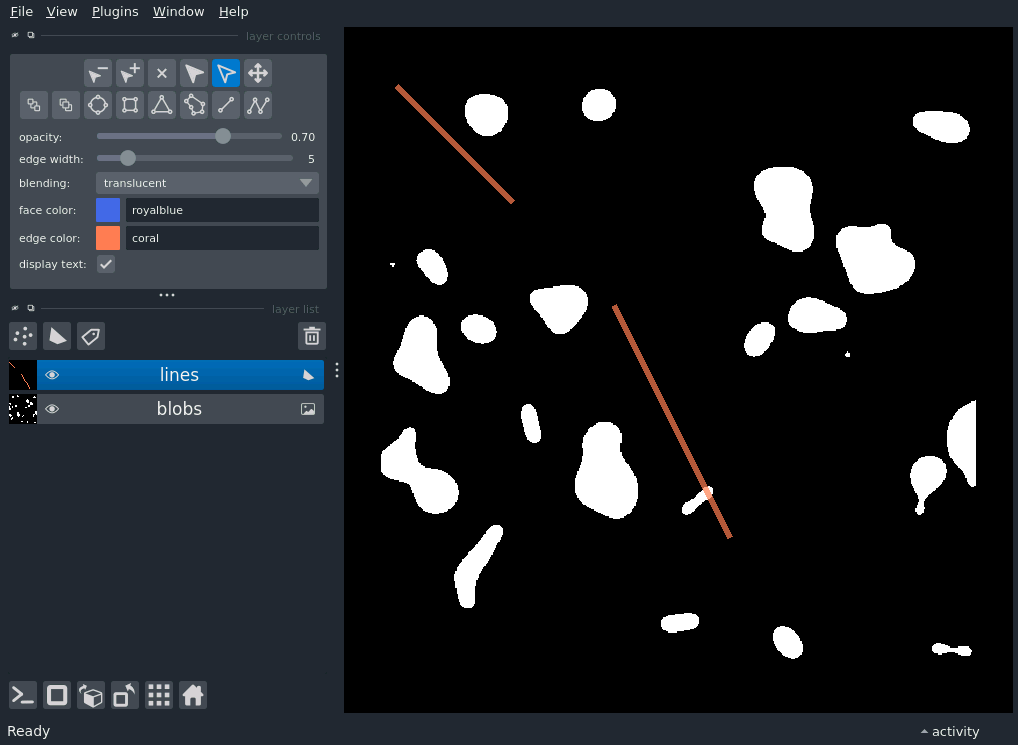 File View Plugins Window Help
layer controls
opacity: 0.70
edge width: 5
blending: translucent
face color: royalblue
edge color: coral
display text:
layer list
lines
blobs
Ready
activity